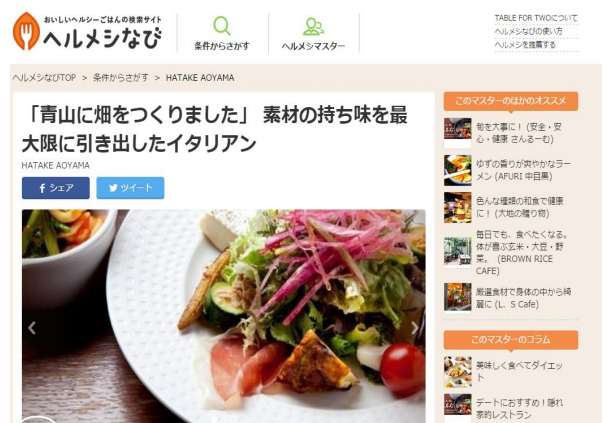 おいしいヘルシーごはんの検索サイト
ヘルメシなび
条件からさがす
ヘルメシマスター
TABLE FOR TWOについて
ヘルメシなびの使い方
ヘルメシを推薦する
ヘルメシなびTOP > 条件からさがす > HATAKE AOYAMA
「青山に畑をつくりました」 素材の持ち味を最
大限に引き出したイタリアン
HATAKE AOYAMA
シェア
ツイート
このマスターのほかのオススメ
旬を大事に! (安全・安
心・健康 さんるーむ)
ゆずの香りが爽やかなラー
メン (AFURI 中目黒)
色んな種類の和食で健康
に! (大地の贈り物)
毎日でも、食べたくなる。
体が喜ぶ玄米・大豆・野
菜。 (BROWN RICE
CAFE)
厳選食材で身体の中から綺
麗に (L. S Cafe)
このマスターのコラム
美味しく食べてダイエッ
ト
デートにおすすめ!隠れ
家的レストラン